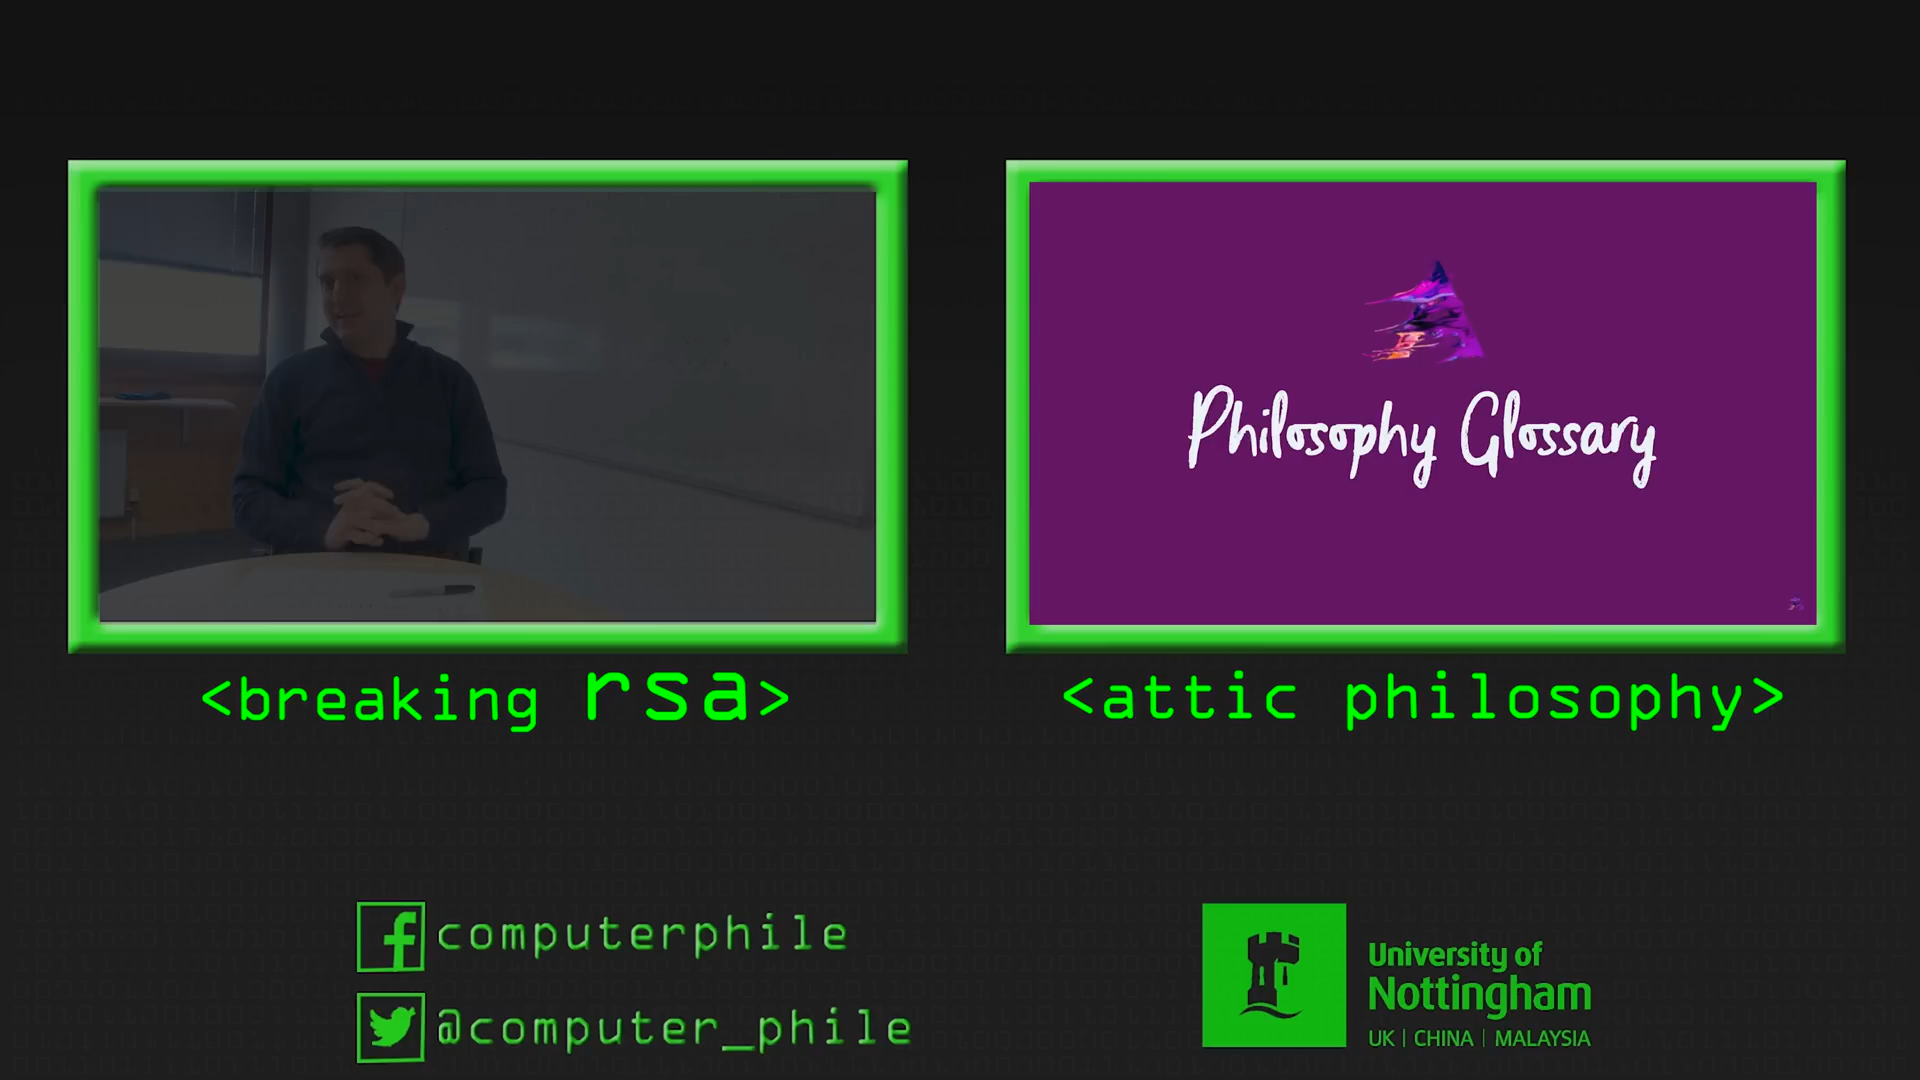 Philosophy Glossary
<breaking rsa>
<attic philosophy>
computerphile
@computer_phile
University of
Nottingham
UK | CHINA | MALAYSIA